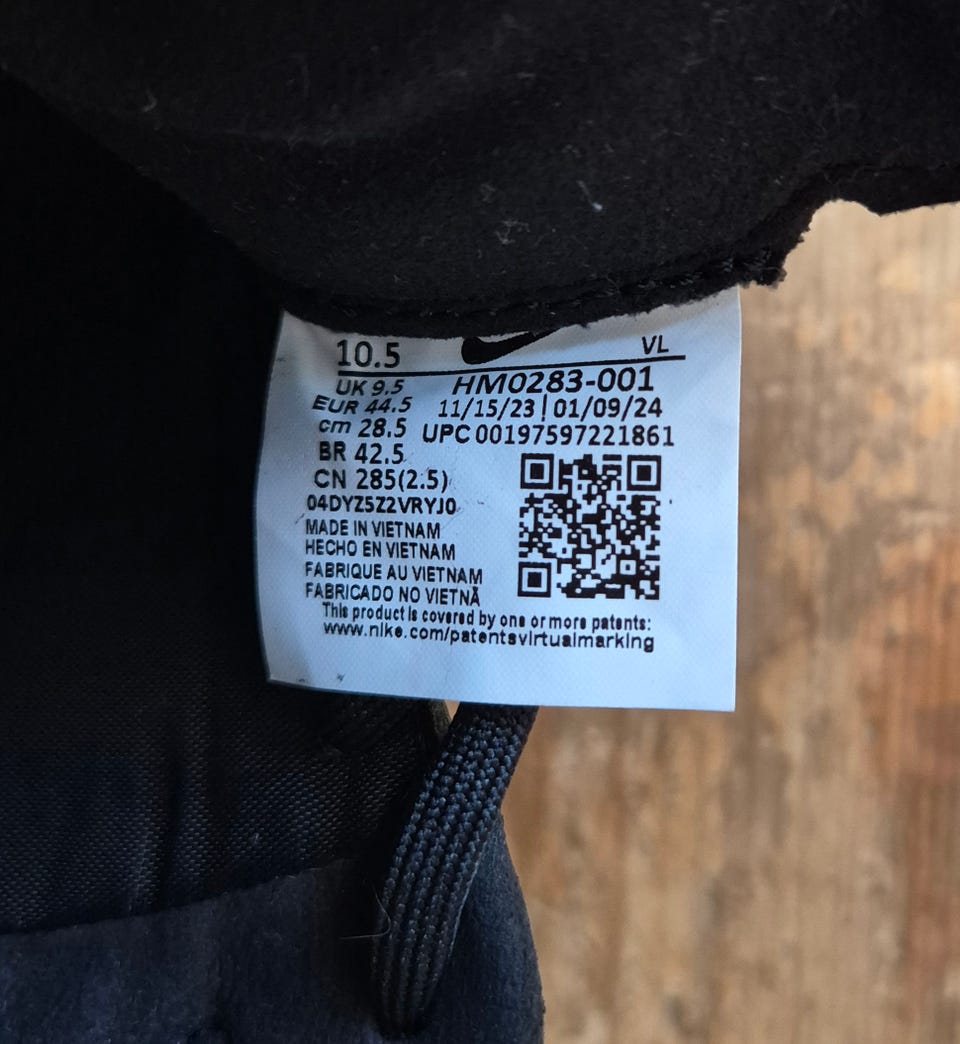 10.5 VL
UK 9.5 HM0283-001
EUR 44.5 11/15/23 | 01/09/24
cm 28.5 UPC 00197597221861
BR 42.5
CN 285(2.5)
04DYZ5Z2VRYJ0
MADE IN VIETNAM
HECHO EN VIETNAM
FABRIQUE AU VIETNAM
FABRICADO NO VIETNÃ
This product is covered by one or more patents:
www.nike.com/patentsvirtualmarking